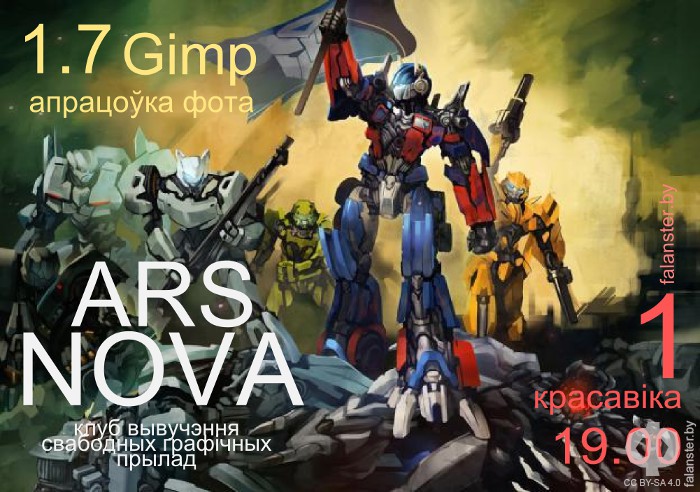 1.7 Gimp
апрацоўка фота
ARS
NOVA
клуб вывучэння
свабодных графічных
прылад
falanster.by
1
красавіка
19.00
falanster.by
CC BY-SA 4.0